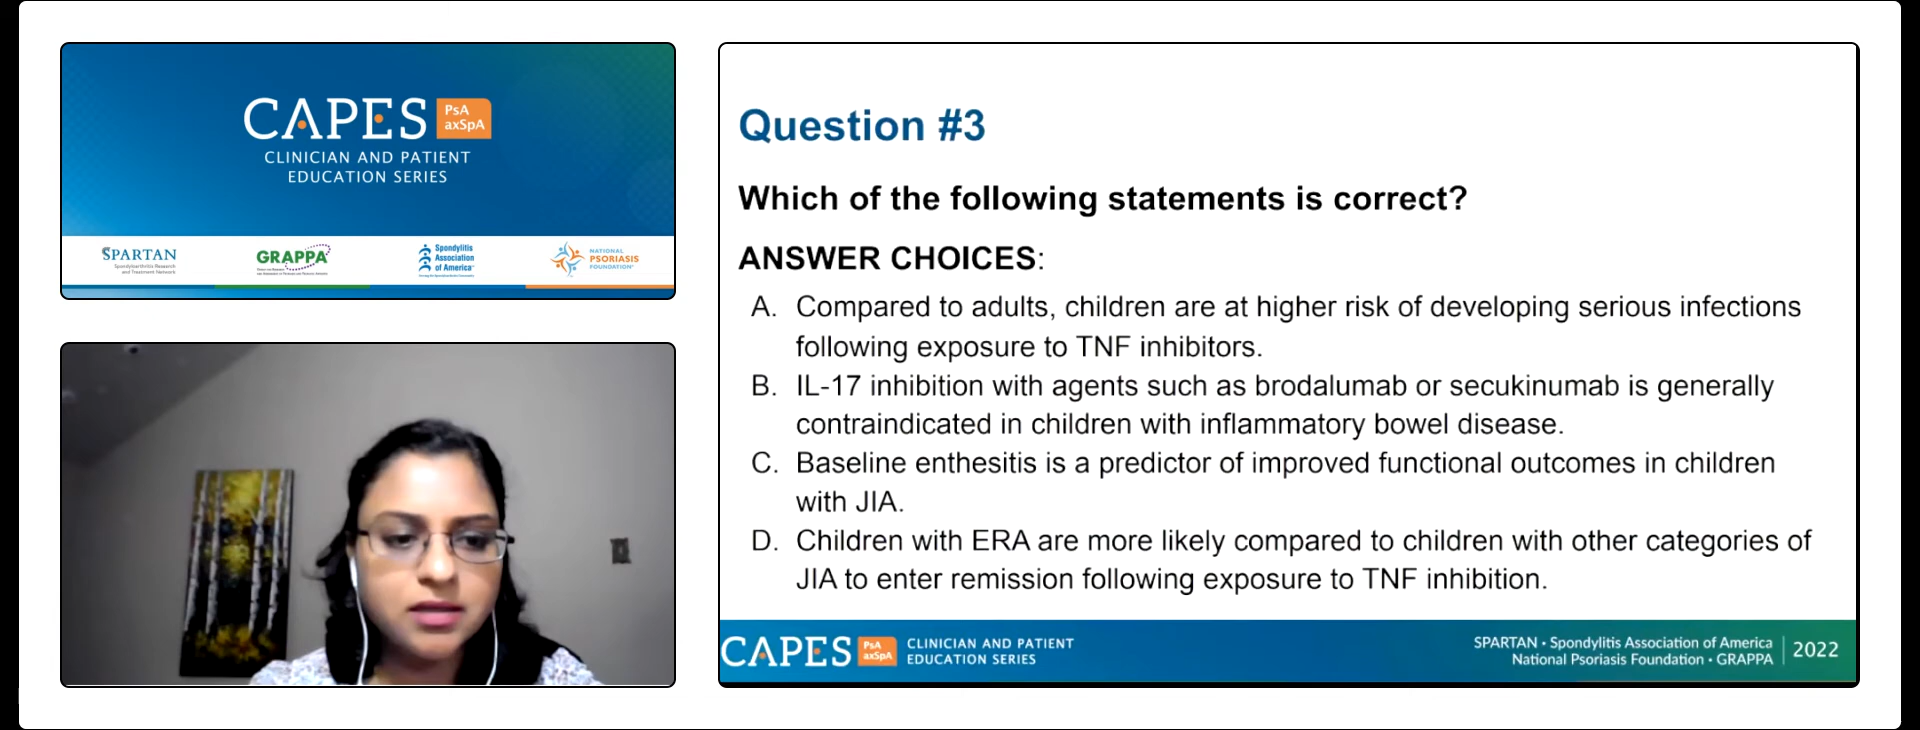 CAPES PsA axSpA
CLINICIAN AND PATIENT
EDUCATION SERIES
SPARTAN
Spondyloarthritis Research
and Treatment Network
GRAPPA
Spondylitis
Association
of America
NATIONAL
PSORIASIS
FOUNDATION
Question #3
Which of the following statements is correct?
ANSWER CHOICES:
A. Compared to adults, children are at higher risk of developing serious infections
following exposure to TNF inhibitors.
B. IL-17 inhibition with agents such as brodalumab or secukinumab is generally
contraindicated in children with inflammatory bowel disease.
C. Baseline enthesitis is a predictor of improved functional outcomes in children
with JIA.
D. Children with ERA are more likely compared to children with other categories of
JIA to enter remission following exposure to TNF inhibition.
CAPES PsA axSpA
CLINICIAN AND PATIENT
EDUCATION SERIES
SPARTAN • Spondylitis Association of America
National Psoriasis Foundation • GRAPPA
2022